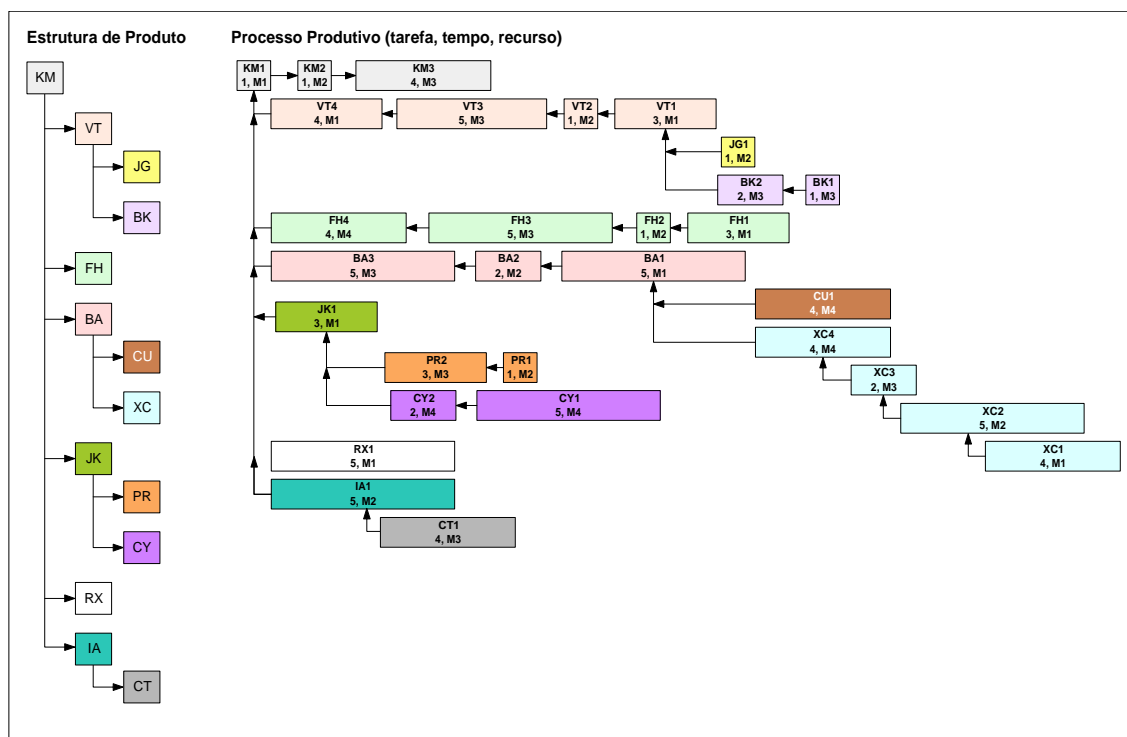 Estrutura de Produto
Processo Produtivo (tarefa, tempo, recurso)
KM
VT
JG
BK
FH
BA
CU
XC
JK
PR
CY
RX
IA
CT
KM1
1, M1
KM2
1, M2
KM3
4, M3
VT4
4, M1
VT3
5, M3
VT2
1, M2
VT1
3, M1
JG1
1, M2
BK2
2, M3
BK1
1, M3
FH4
4, M4
FH3
5, M3
FH2
1, M2
FH1
3, M1
BA3
5, M3
BA2
2, M2
BA1
5, M1
CU1
4, M4
XC4
4, M4
XC3
2, M3
XC2
5, M2
XC1
4, M1
JK1
3, M1
PR2
3, M3
PR1
1, M2
CY2
2, M4
CY1
5, M4
RX1
5, M1
IA1
5, M2
CT1
4, M3